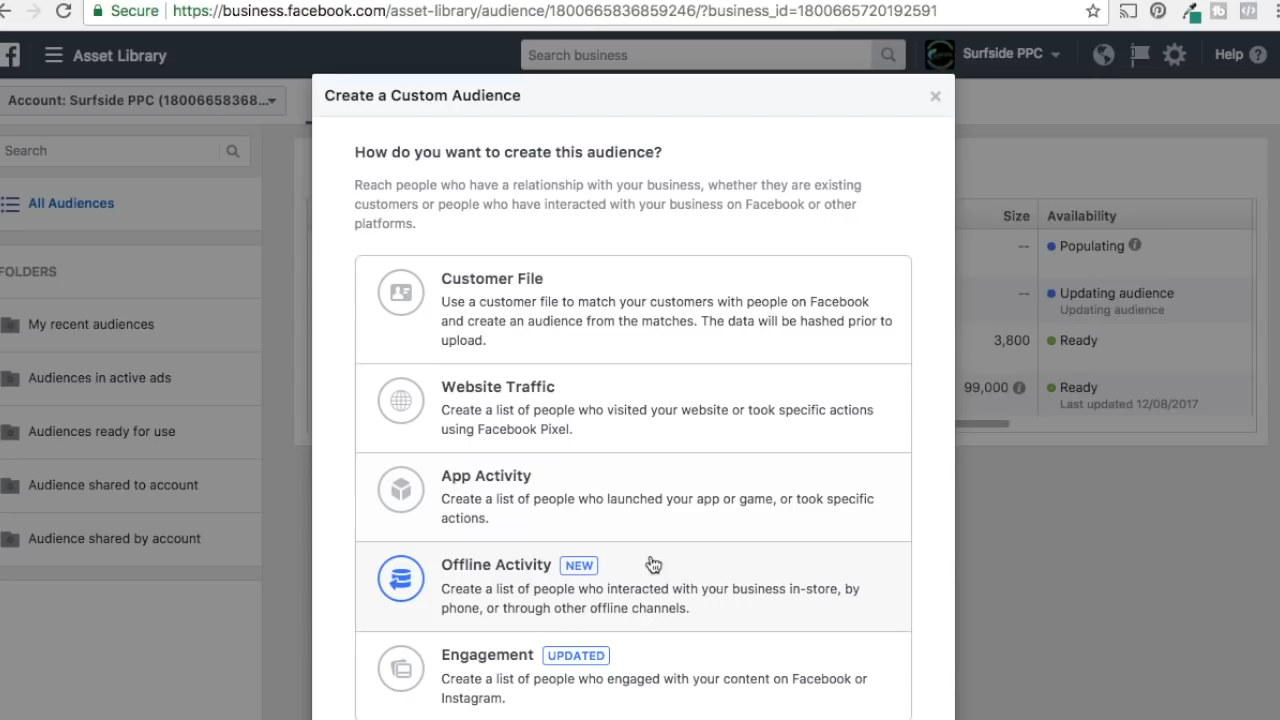 Secure https://business.facebook.com/asset-library/audience/1800665836859246/?business_id=1800665720192591
Asset Library
Search business
Surfside PPC
Help
Account: Surfside PPC (18006658368...
Search
All Audiences
FOLDERS
My recent audiences
Audiences in active ads
Audiences ready for use
Audience shared to account
Audience shared by account
Create a Custom Audience
How do you want to create this audience?
Reach people who have a relationship with your business, whether they are existing
customers or people who have interacted with your business on Facebook or other
platforms.
Customer File
Use a customer file to match your customers with people on Facebook
and create an audience from the matches. The data will be hashed prior to
upload.
Website Traffic
Create a list of people who visited your website or took specific actions
using Facebook Pixel.
App Activity
Create a list of people who launched your app or game, or took specific
actions.
Offline Activity NEW
Create a list of people who interacted with your business in-store, by
phone, or through other offline channels.
Engagement UPDATED
Create a list of people who engaged with your content on Facebook or
Instagram.
Size Availability
-- Populating
-- Updating audience
Updating audience
3,800 Ready
99,000 Ready
Last updated 12/08/2017